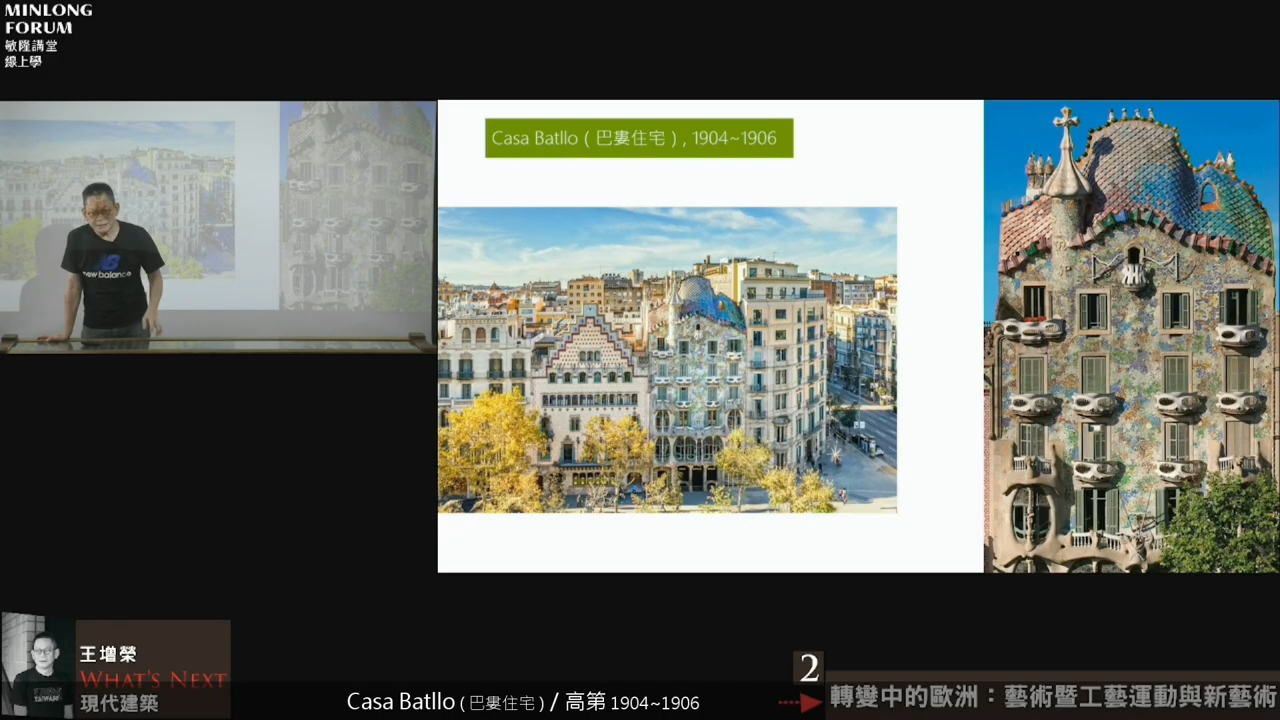 MINLONG
FORUM
敏隆講堂
線上學
Casa Batllo ( 巴婁住宅 ) , 1904~1906
new balance
王增榮
WHAT'S NEXT
現代建築
TAIWAN
Casa Batllo ( 巴婁住宅 ) / 高第 1904~1906
2
轉變中的歐洲：藝術暨工藝運動與新藝術